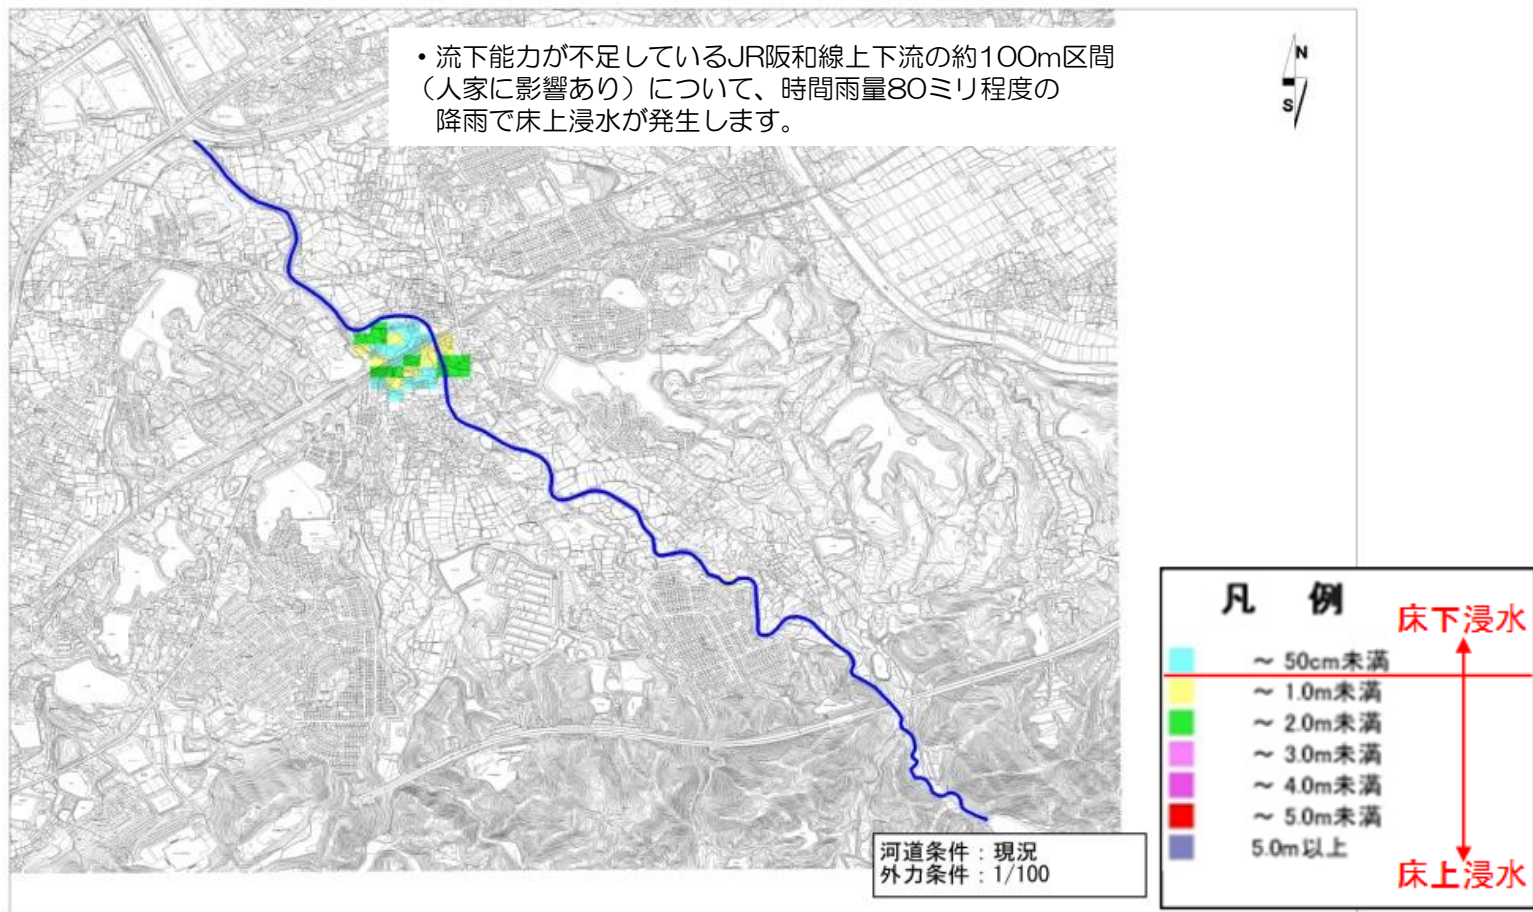 ・流下能力が不足しているJR阪和線上下流の約100m区間
（人家に影響あり）について、時間雨量80ミリ程度の
降雨で床上浸水が発生します。
N
S
凡 例
床下浸水
～ 50cm未満
～ 1.0m未満
～ 2.0m未満
～ 3.0m未満
～ 4.0m未満
～ 5.0m未満
5.0m以上
床上浸水
河道条件：現況
外力条件：1/100